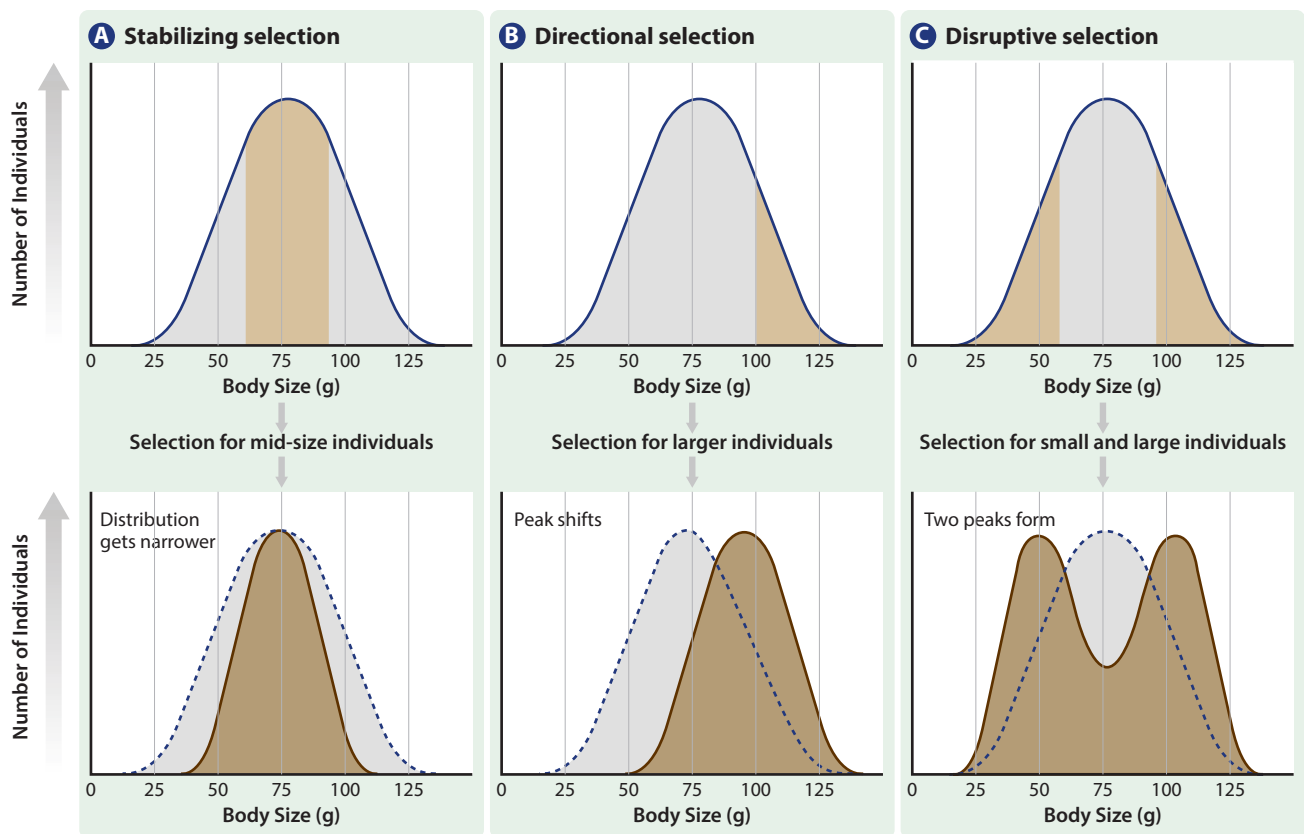 A Stabilizing selection
Number of Individuals
0 25 50 75 100 125
Body Size (g)
Selection for mid-size individuals
Distribution
gets narrower
Number of Individuals
0 25 50 75 100 125
Body Size (g)
B Directional selection
0 25 50 75 100 125
Body Size (g)
Selection for larger individuals
Peak shifts
0 25 50 75 100 125
Body Size (g)
C Disruptive selection
0 25 50 75 100 125
Body Size (g)
Selection for small and large individuals
Two peaks form
0 25 50 75 100 125
Body Size (g)